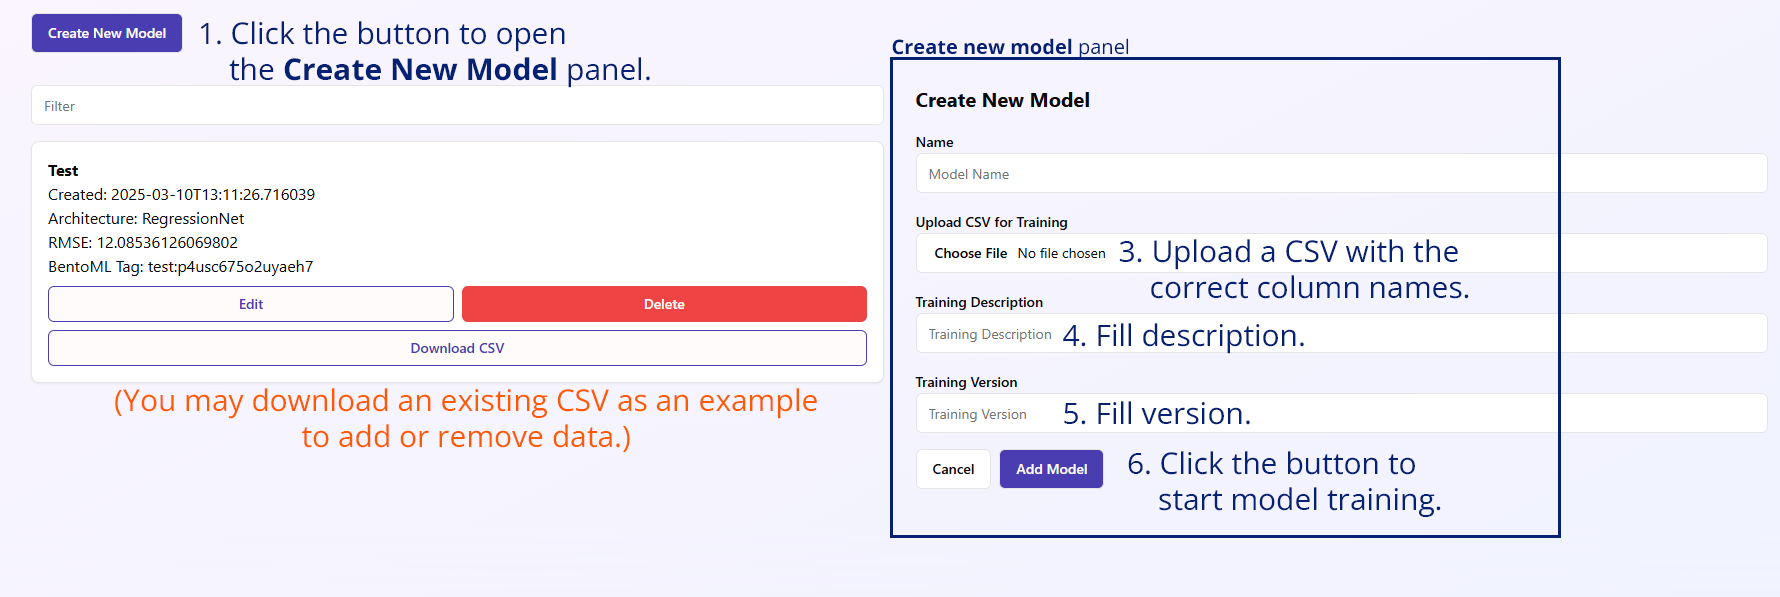 Create New Model
1. Click the button to open
the Create New Model panel.
Filter
Test
Created: 2025-03-10T13:11:26.716039
Architecture: RegressionNet
RMSE: 12.08536126069802
BentoML Tag: test:p4usc675o2uyaeh7
Edit
Delete
Download CSV
(You may download an existing CSV as an example
to add or remove data.)
Create new model panel
Create New Model
Name
Model Name
Upload CSV for Training
Choose File No file chosen
3. Upload a CSV with the
correct column names.
Training Description
Training Description
4. Fill description.
Training Version
Training Version
5. Fill version.
Cancel
Add Model
6. Click the button to
start model training.